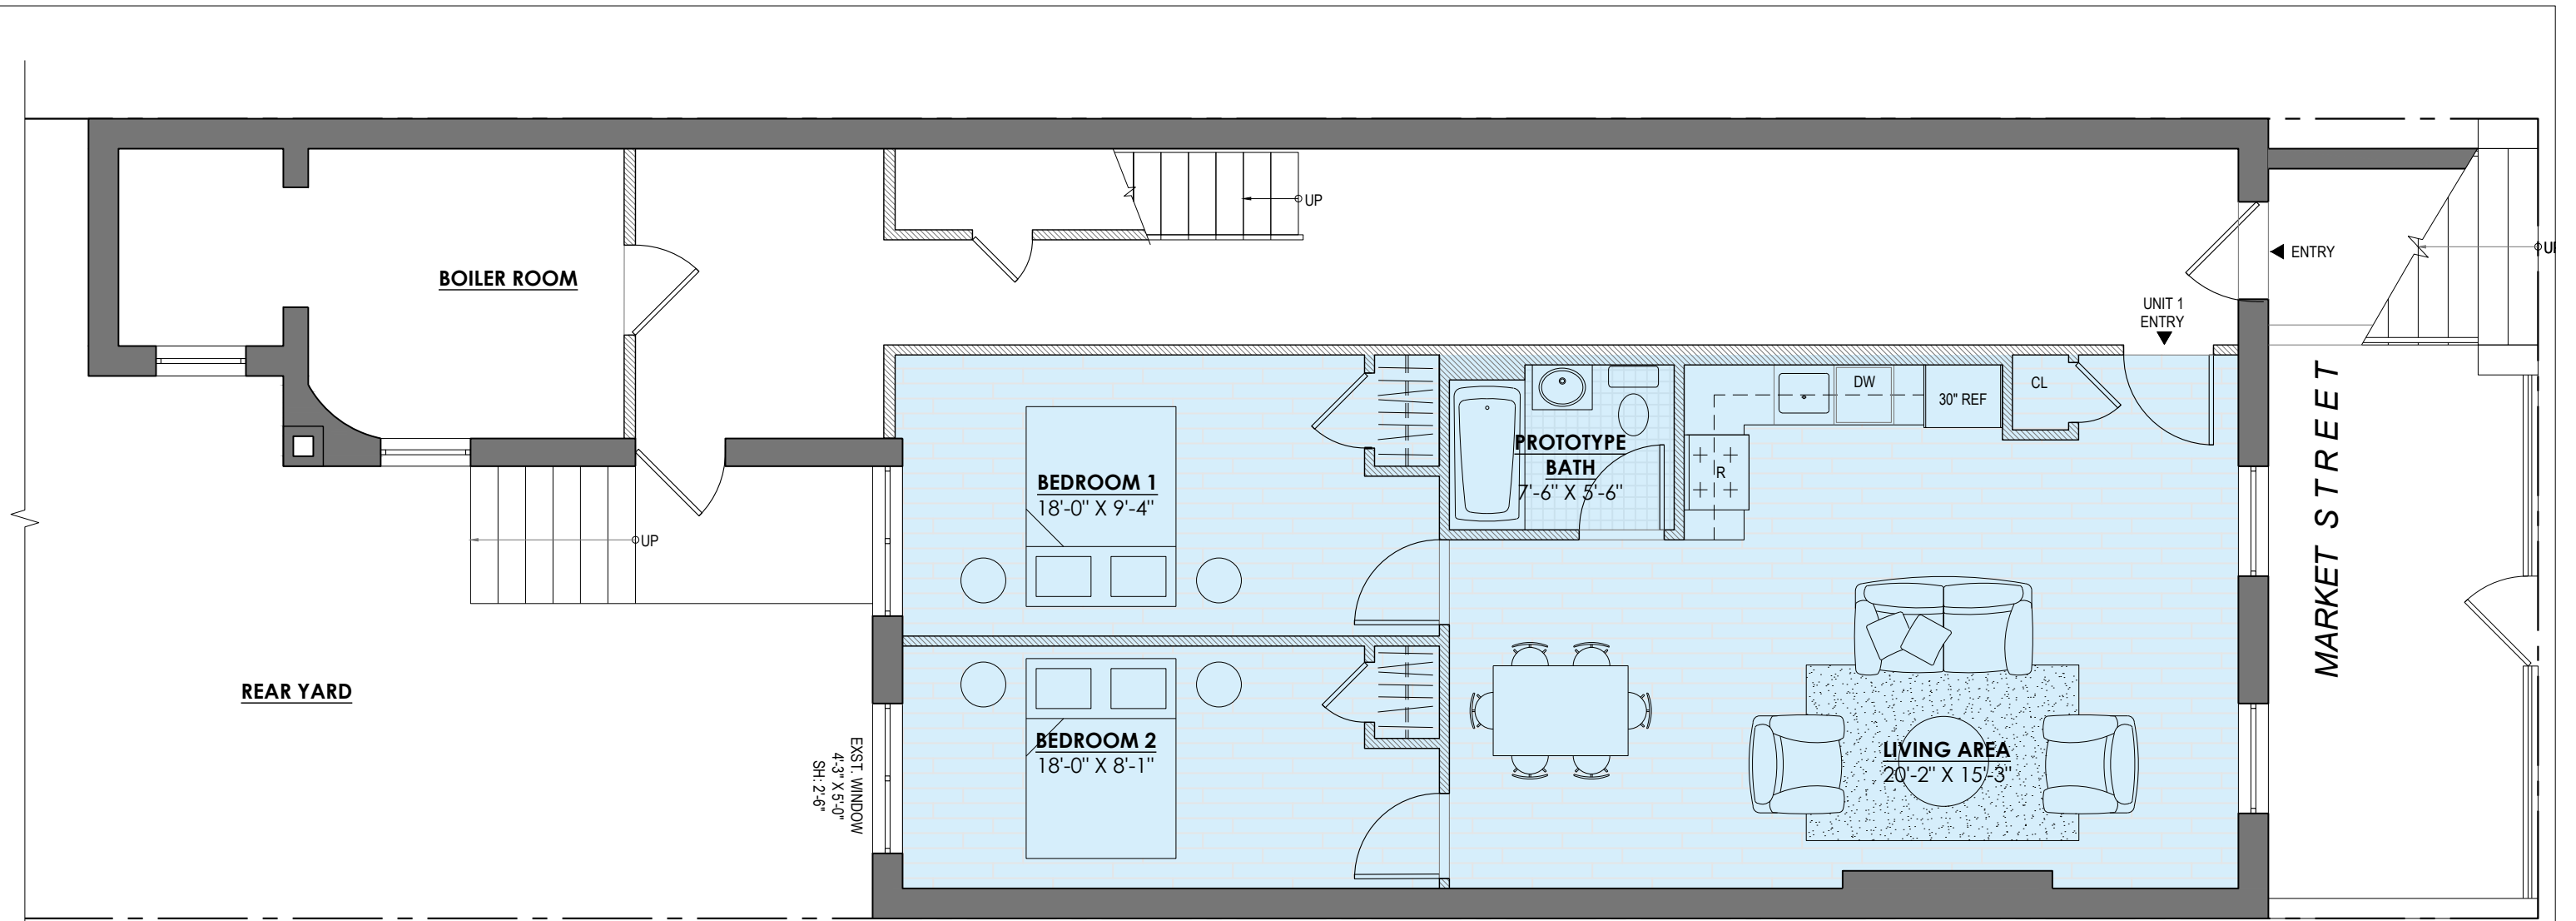 UP
BOILER ROOM
ENTRY
UP
UNIT 1
ENTRY
CL
DW
30" REF
PROTOTYPE
BATH
7'-6" X 5'-6"
R
BEDROOM 1
18'-0" X 9'-4"
MARKET STREET
UP
REAR YARD
BEDROOM 2
18'-0" X 8'-1"
LIVING AREA
20'-2" X 15'-3"
EXST. WINDOW
4'-3" X 5'-0"
SH: 2'-6"